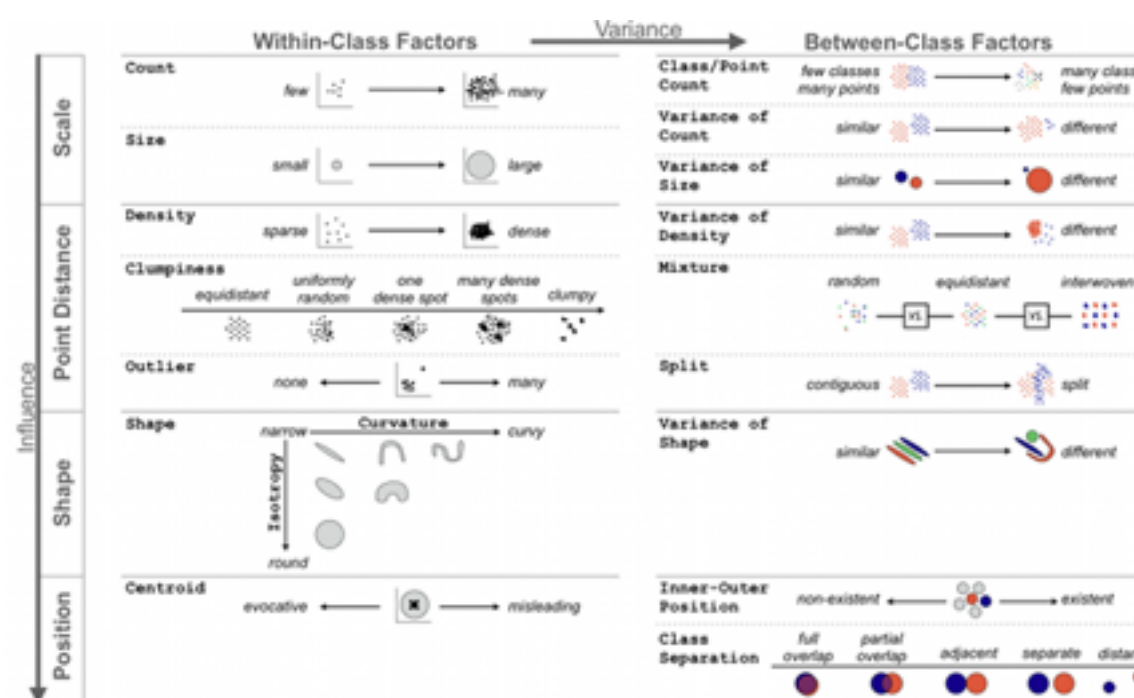 Variance
Within-Class Factors
Between-Class Factors
Influence
Scale
Count
few
many
Class/Point
Count
few classes
many points
many class
few points
Variance of
Count
similar
different
Size
small
large
Variance of
Size
similar
different
Point Distance
Density
sparse
dense
Variance of
Density
similar
different
Clumpiness
equidistant
uniformly
random
one
dense spot
many dense
spots
clumpy
Mixture
random
equidistant
interwoven
vs.
vs.
Outlier
none
many
Split
contiguous
split
Shape
Shape
Curvature
narrow
curvy
Isotropy
round
Variance of
Shape
similar
different
Position
Centroid
evocative
misleading
Inner-Outer
Position
non-existent
existent
Class
Separation
full
overlap
partial
overlap
adjacent
separate
distan